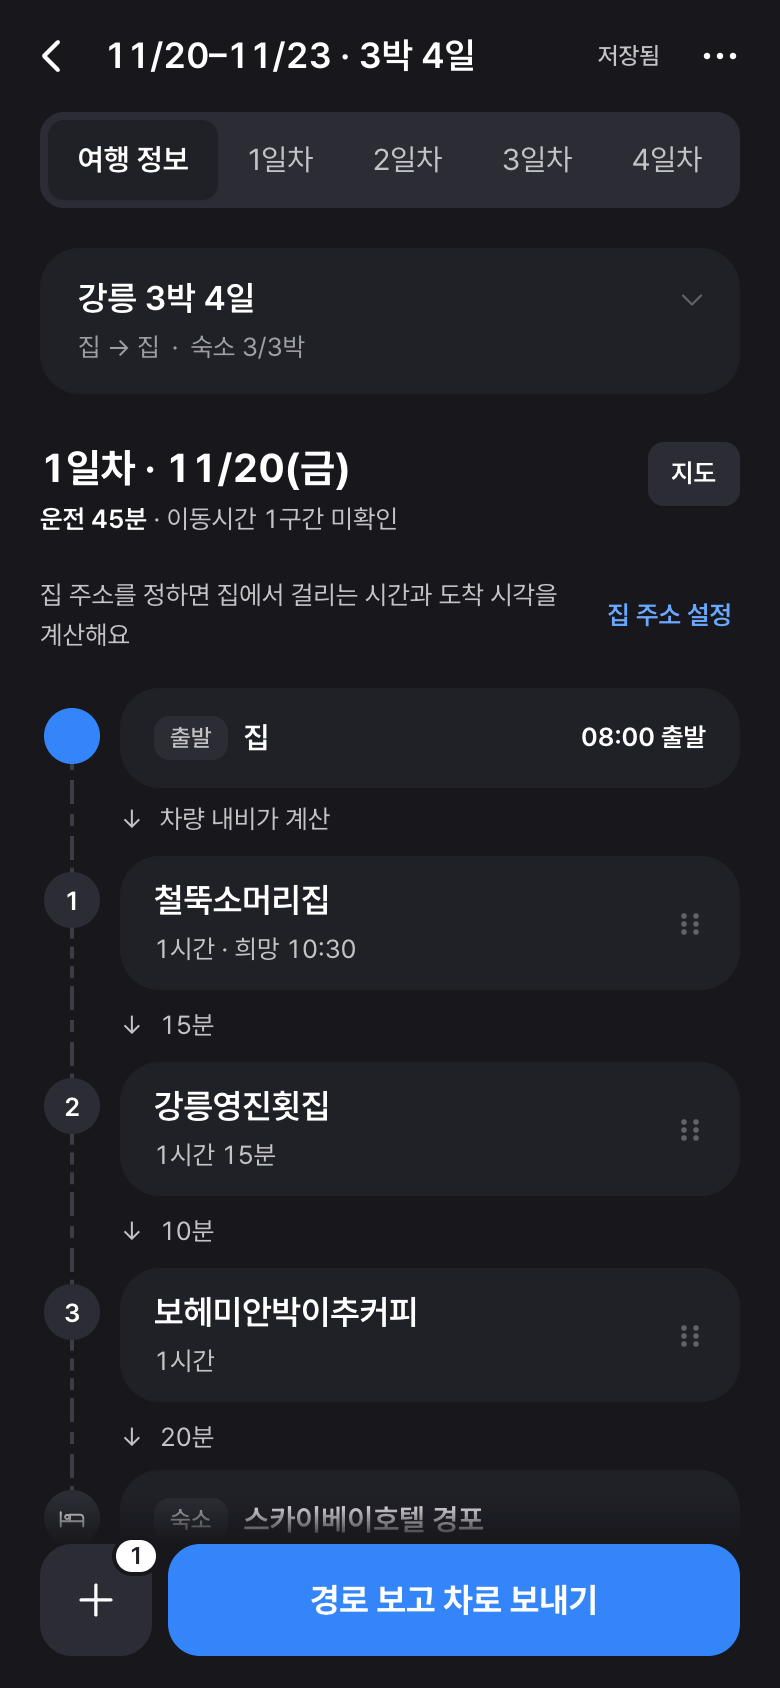 11/20–11/23 · 3박 4일
저장됨
여행 정보
1일차
2일차
3일차
4일차
강릉 3박 4일
집 → 집 · 숙소 3/3박
1일차 · 11/20(금)
지도
운전 45분 · 이동시간 1구간 미확인
집 주소를 정하면 집에서 걸리는 시간과 도착 시각을
계산해요
집 주소 설정
출발 집
08:00 출발
↓ 차량 내비가 계산
1
철뚝소머리집
1시간 · 희망 10:30
↓ 15분
2
강릉영진횟집
1시간 15분
↓ 10분
3
보헤미안박이추커피
1시간
↓ 20분
숙소 스카이베이호텔 경포
1
경로 보고 차로 보내기